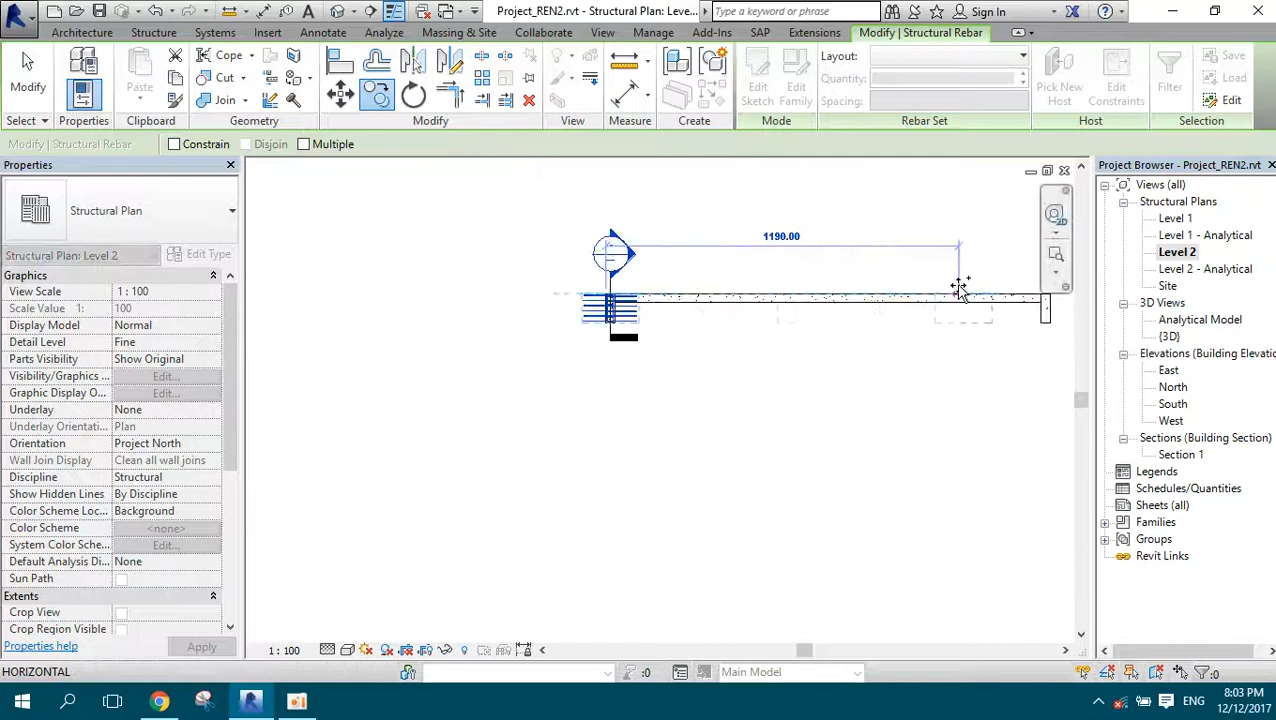 Project_REN2.rvt - Structural Plan: Leve...
Type a keyword or phrase
Sign In
Architecture Structure Systems Insert Annotate Analyze Massing & Site Collaborate View Manage Add-Ins SAP Extensions Modify | Structural Rebar
Modify
Paste
Cope
Cut
Join
Edit Sketch
Edit Family
Layout:
Quantity:
Spacing:
Pick New Host
Edit Constraints
Filter
Save
Load
Edit
Select Properties Clipboard Geometry Modify View Measure Create Mode Rebar Set Host Selection
Modify | Structural Rebar Constrain Disjoin Multiple
Properties
Structural Plan
Structural Plan: Level 2 Edit Type
Graphics
View Scale 1 : 100
Scale Value 1: 100
Display Model Normal
Detail Level Fine
Parts Visibility Show Original
Visibility/Graphics ... Edit...
Graphic Display O... Edit...
Underlay None
Underlay Orientati... Plan
Orientation Project North
Wall Join Display Clean all wall joins
Discipline Structural
Show Hidden Lines By Discipline
Color Scheme Loc... Background
Color Scheme <none>
System Color Sche... Edit...
Default Analysis Di... None
Sun Path
Extents
Crop View
Crop Region Visible
Properties help Apply
1190.00
2D
Project Browser - Project_REN2.rvt
Views (all)
Structural Plans
Level 1
Level 1 - Analytical
Level 2
Level 2 - Analytical
Site
3D Views
Analytical Model
{3D}
Elevations (Building Elevatio
East
North
South
West
Sections (Building Section)
Section 1
Legends
Schedules/Quantities
Sheets (all)
Families
Groups
Revit Links
1 : 100
HORIZONTAL
:0
Main Model
:0
ENG
8:03 PM
12/12/2017